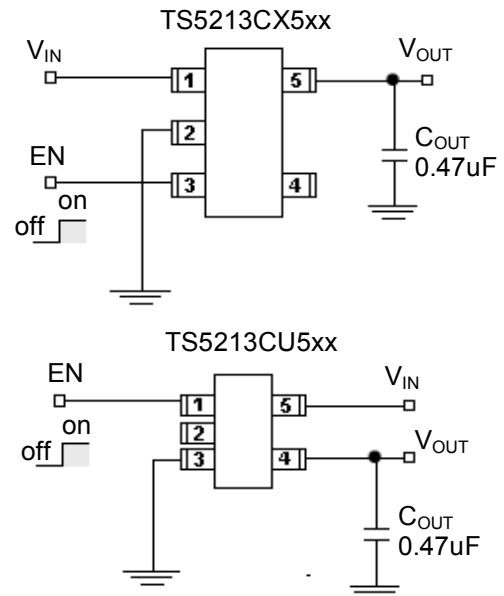 TS5213CX5xx
VIN
VOUT
1
5
2
COUT
0.47uF
EN
3
4
on
off
TS5213CU5xx
EN
VIN
1
5
on
2
off
VOUT
3
4
COUT
0.47uF